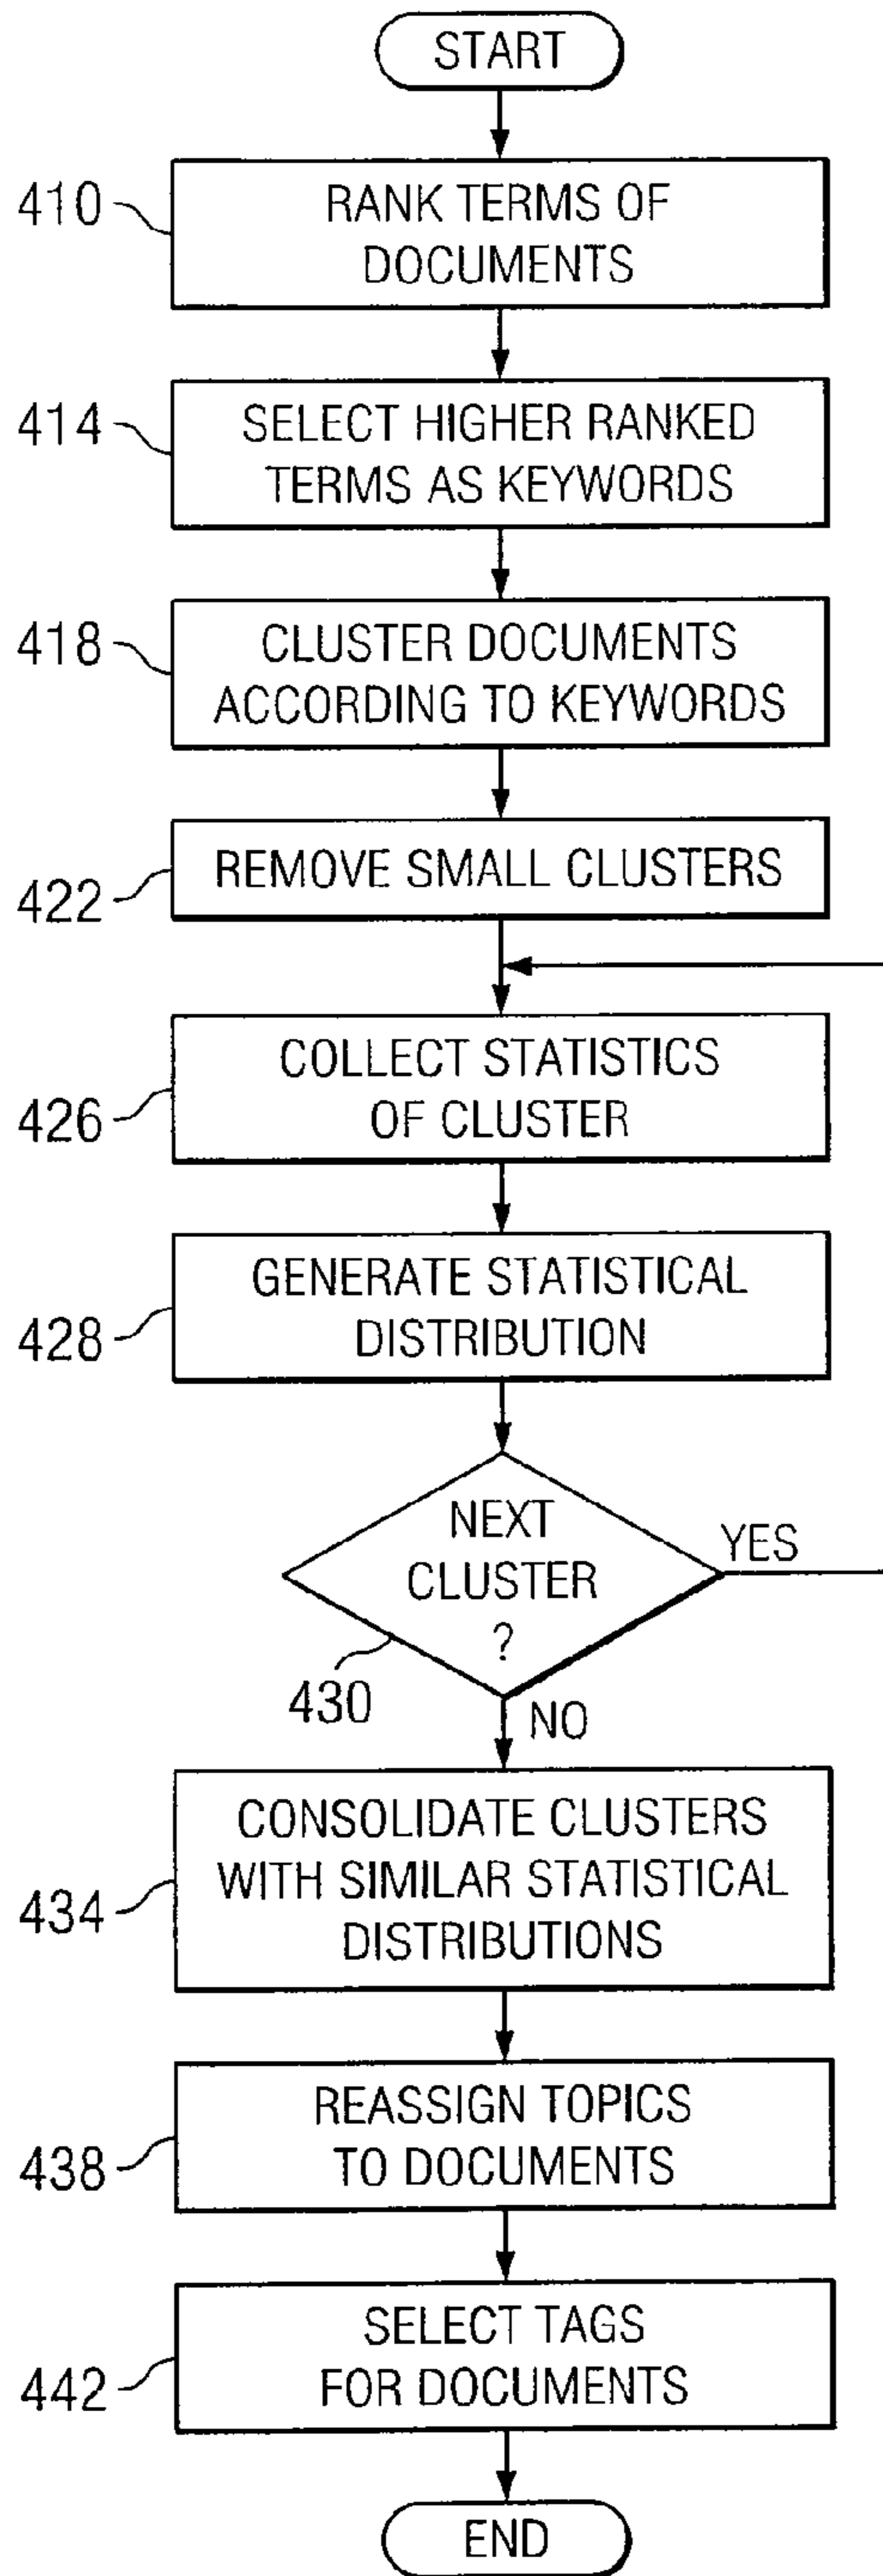 START
410
RANK TERMS OF
DOCUMENTS
414
SELECT HIGHER RANKED
TERMS AS KEYWORDS
418
CLUSTER DOCUMENTS
ACCORDING TO KEYWORDS
422
REMOVE SMALL CLUSTERS
426
COLLECT STATISTICS
OF CLUSTER
428
GENERATE STATISTICAL
DISTRIBUTION
NEXT
CLUSTER
?
YES
430
NO
434
CONSOLIDATE CLUSTERS
WITH SIMILAR STATISTICAL
DISTRIBUTIONS
438
REASSIGN TOPICS
TO DOCUMENTS
442
SELECT TAGS
FOR DOCUMENTS
END